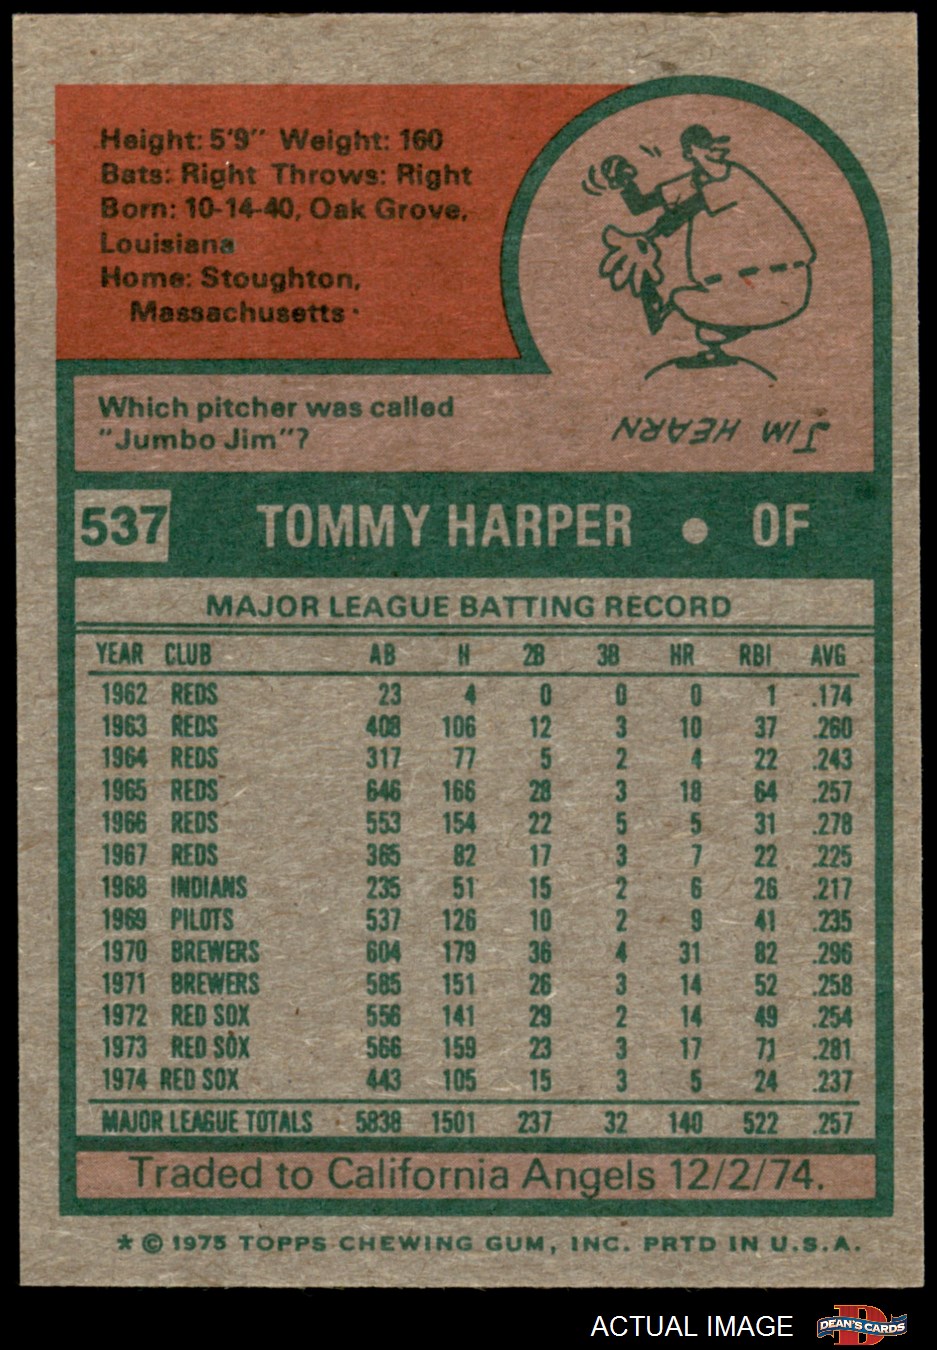 Height: 5'9" Weight: 160
Bats: Right Throws: Right
Born: 10-14-40, Oak Grove,
Louisiana
Home: Stoughton,
Massachusetts
Which pitcher was called
"Jumbo Jim"?
JIM HEARN
537 TOMMY HARPER • OF
MAJOR LEAGUE BATTING RECORD
YEAR CLUB AB H 2B 3B HR RBI AVG
1962 REDS 23 4 0 0 0 1 .174
1963 REDS 408 106 12 3 10 37 .260
1964 REDS 317 77 5 2 4 22 .243
1965 REDS 646 166 28 3 18 64 .257
1966 REDS 553 154 22 5 5 31 .278
1967 REDS 365 82 17 3 7 22 .225
1968 INDIANS 235 51 15 2 6 26 .217
1969 PILOTS 537 126 10 2 9 41 .235
1970 BREWERS 604 179 36 4 31 82 .296
1971 BREWERS 585 151 26 3 14 52 .258
1972 RED SOX 556 141 29 2 14 49 .254
1973 RED SOX 566 159 23 3 17 71 .281
1974 RED SOX 443 105 15 3 5 24 .237
MAJOR LEAGUE TOTALS 5838 1501 237 32 140 522 .257
Traded to California Angels 12/2/74.
* © 1975 TOPPS CHEWING GUM, INC. PRTD IN U.S.A.
ACTUAL IMAGE
DEAN'S CARDS